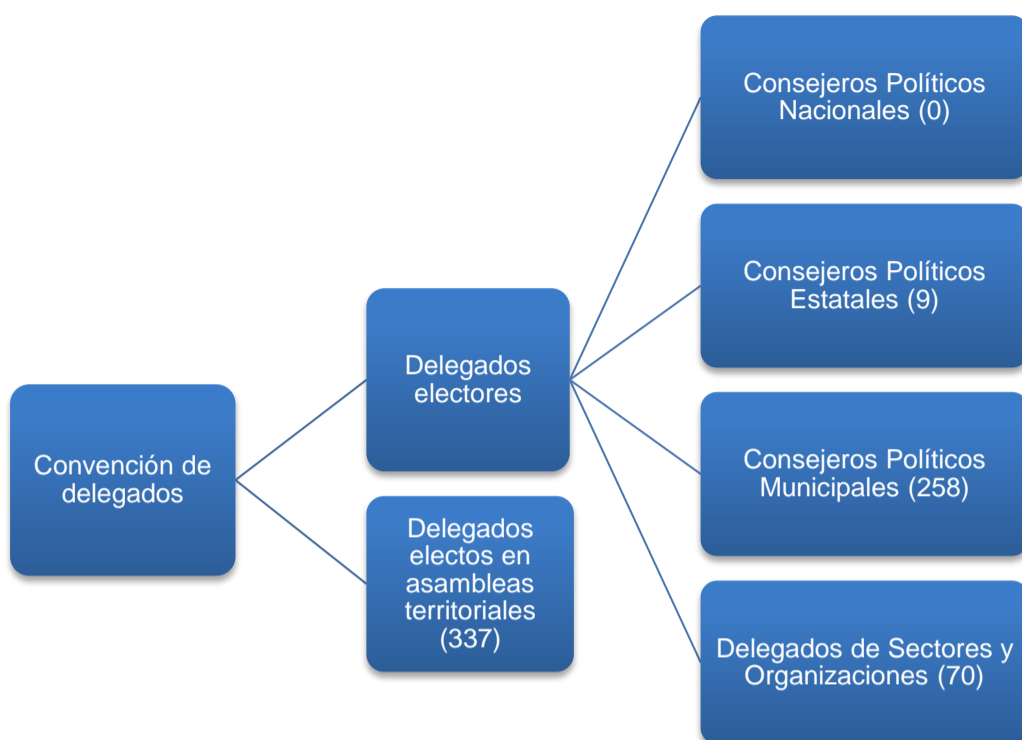 Convención de
delegados
Delegados
electores
Delegados
electos en
asambleas
territoriales
(337)
Consejeros Políticos
Nacionales (0)
Consejeros Políticos
Estatales (9)
Consejeros Políticos
Municipales (258)
Delegados de Sectores y
Organizaciones (70)